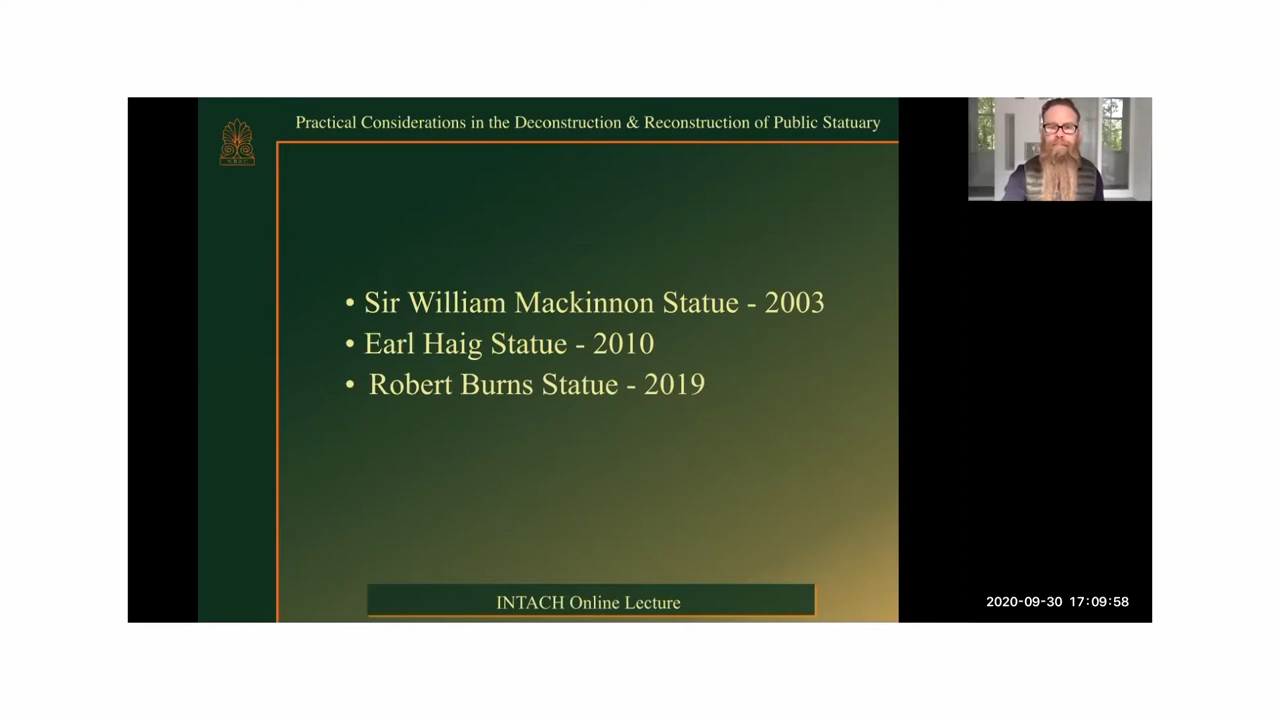 Practical Considerations in the Deconstruction & Reconstruction of Public Statuary
• Sir William Mackinnon Statue - 2003
• Earl Haig Statue - 2010
• Robert Burns Statue - 2019
INTACH Online Lecture
2020-09-30 17:09:58